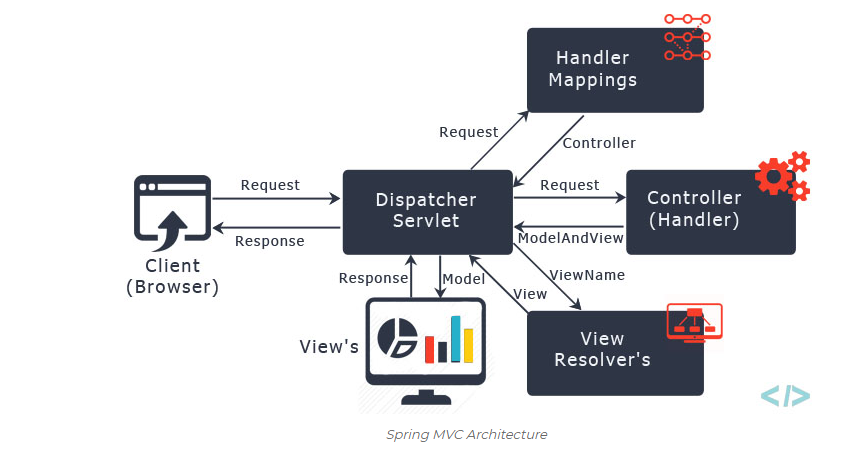 Handler
Mappings
Request
Controller
Request
Dispatcher
Servlet
Request
Controller
(Handler)
Response
ModelAndView
Client
(Browser)
Response
Model
ViewName
View
View's
View
Resolver's
</>
Spring MVC Architecture